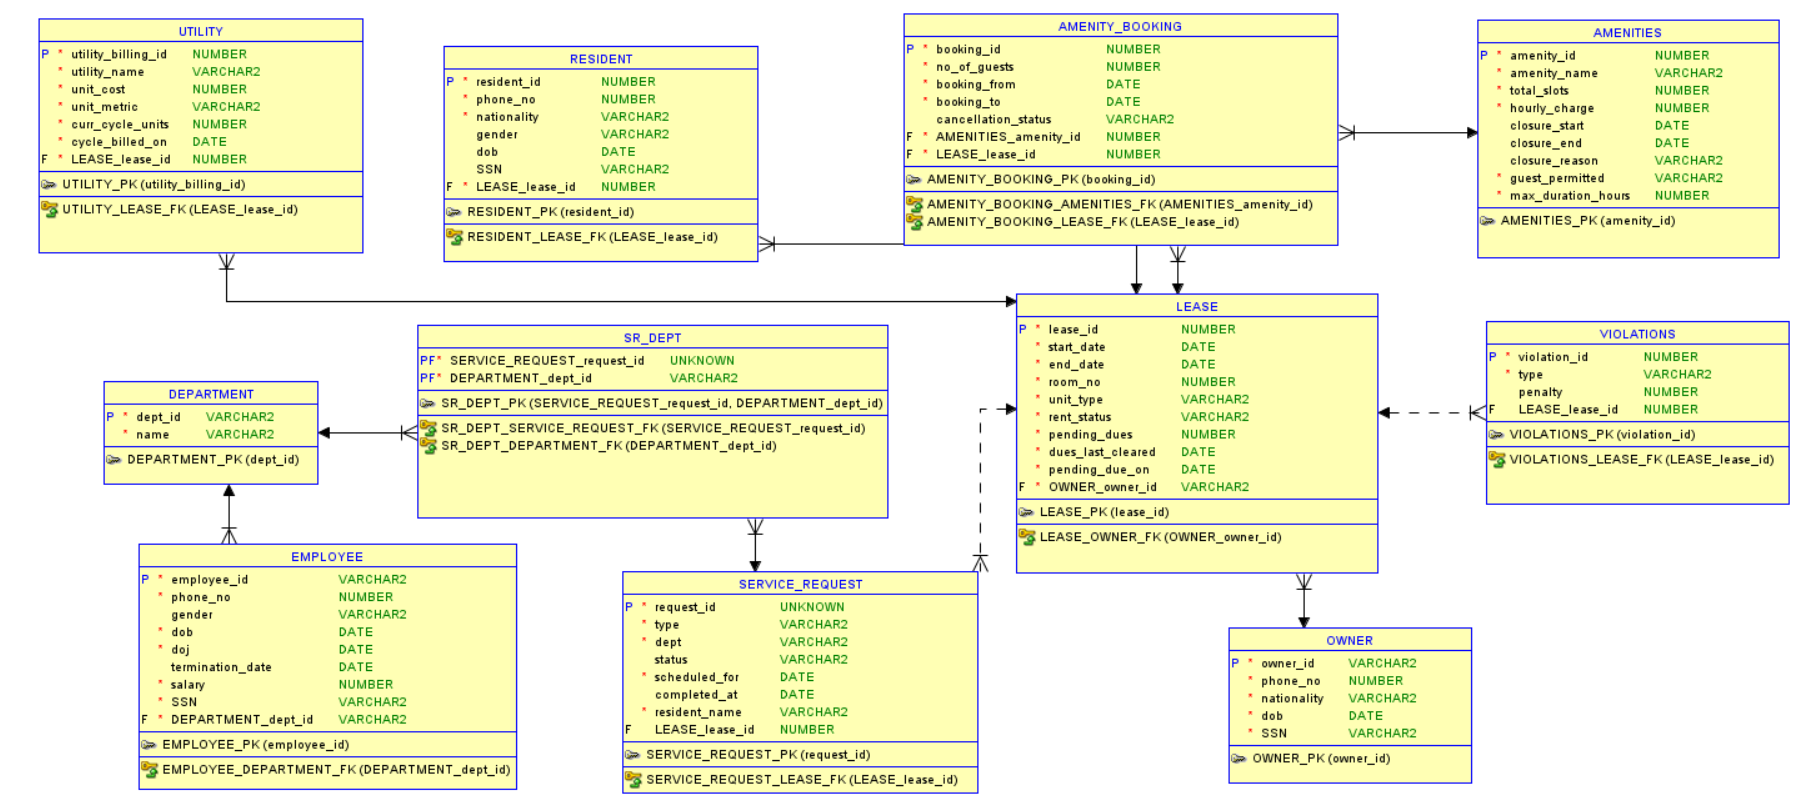 UTILITY
P * utility_billing_id NUMBER
* utility_name VARCHAR2
* unit_cost NUMBER
* unit_metric VARCHAR2
* curr_cycle_units NUMBER
* cycle_billed_on DATE
F * LEASE_lease_id NUMBER
UTILITY_PK (utility_billing_id)
UTILITY_LEASE_FK (LEASE_lease_id)
RESIDENT
P * resident_id NUMBER
* phone_no NUMBER
* nationality VARCHAR2
gender VARCHAR2
dob DATE
SSN VARCHAR2
F * LEASE_lease_id NUMBER
RESIDENT_PK (resident_id)
RESIDENT_LEASE_FK (LEASE_lease_id)
AMENITY_BOOKING
P * booking_id NUMBER
* no_of_guests NUMBER
* booking_from DATE
* booking_to DATE
cancellation_status VARCHAR2
F * AMENITIES_amenity_id NUMBER
F * LEASE_lease_id NUMBER
AMENITY_BOOKING_PK (booking_id)
AMENITY_BOOKING_AMENITIES_FK (AMENITIES_amenity_id)
AMENITY_BOOKING_LEASE_FK (LEASE_lease_id)
AMENITIES
P * amenity_id NUMBER
* amenity_name VARCHAR2
* total_slots NUMBER
* hourly_charge NUMBER
closure_start DATE
closure_end DATE
closure_reason VARCHAR2
* guest_permitted VARCHAR2
* max_duration_hours NUMBER
AMENITIES_PK (amenity_id)
DEPARTMENT
P * dept_id VARCHAR2
* name VARCHAR2
DEPARTMENT_PK (dept_id)
SR_DEPT
PF* SERVICE_REQUEST_request_id UNKNOWN
PF* DEPARTMENT_dept_id VARCHAR2
SR_DEPT_PK (SERVICE_REQUEST_request_id, DEPARTMENT_dept_id)
SR_DEPT_SERVICE_REQUEST_FK (SERVICE_REQUEST_request_id)
SR_DEPT_DEPARTMENT_FK (DEPARTMENT_dept_id)
LEASE
P * lease_id NUMBER
* start_date DATE
* end_date DATE
* room_no NUMBER
* unit_type VARCHAR2
* rent_status VARCHAR2
* pending_dues NUMBER
* dues_last_cleared DATE
* pending_due_on DATE
F * OWNER_owner_id VARCHAR2
LEASE_PK (lease_id)
LEASE_OWNER_FK (OWNER_owner_id)
VIOLATIONS
P * violation_id NUMBER
* type VARCHAR2
penalty NUMBER
F LEASE_lease_id NUMBER
VIOLATIONS_PK (violation_id)
VIOLATIONS_LEASE_FK (LEASE_lease_id)
EMPLOYEE
P * employee_id VARCHAR2
* phone_no NUMBER
gender VARCHAR2
* dob DATE
* doj DATE
termination_date DATE
* salary NUMBER
* SSN VARCHAR2
F * DEPARTMENT_dept_id VARCHAR2
EMPLOYEE_PK (employee_id)
EMPLOYEE_DEPARTMENT_FK (DEPARTMENT_dept_id)
SERVICE_REQUEST
P * request_id UNKNOWN
* type VARCHAR2
* dept VARCHAR2
status VARCHAR2
* scheduled_for DATE
completed_at DATE
* resident_name VARCHAR2
F LEASE_lease_id NUMBER
SERVICE_REQUEST_PK (request_id)
SERVICE_REQUEST_LEASE_FK (LEASE_lease_id)
OWNER
P * owner_id VARCHAR2
* phone_no NUMBER
* nationality VARCHAR2
* dob DATE
* SSN VARCHAR2
OWNER_PK (owner_id)